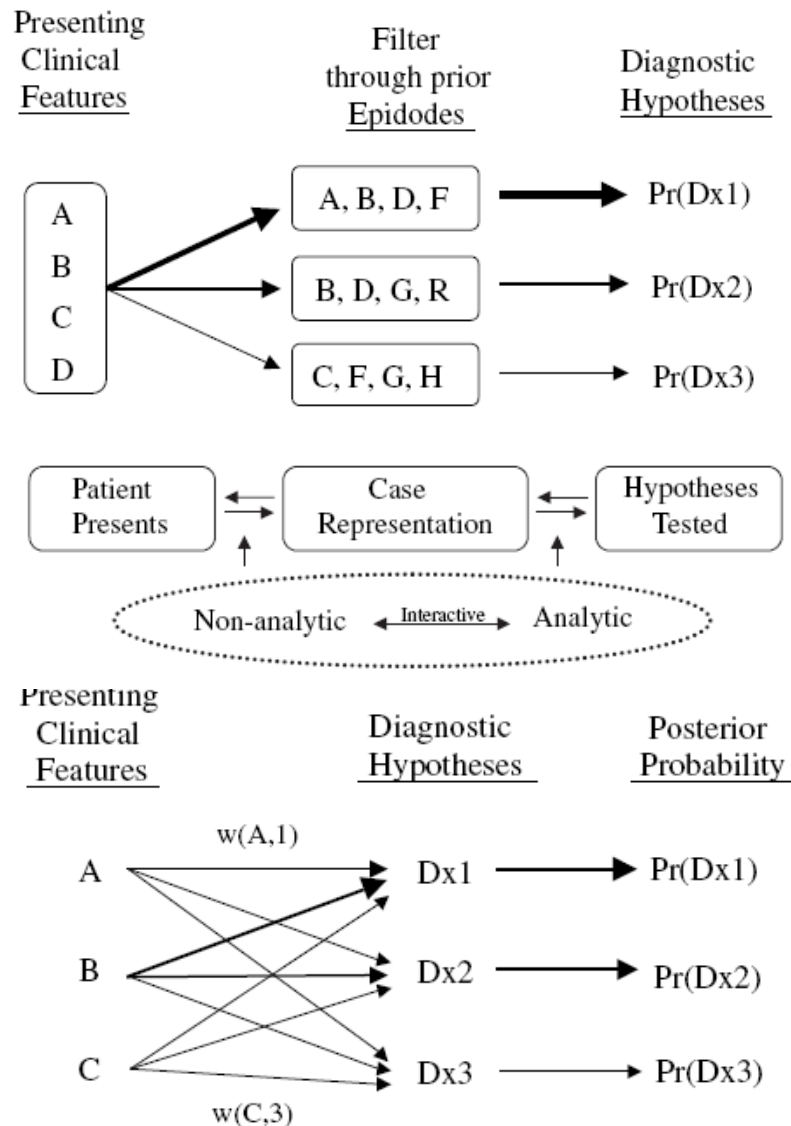 Presenting
Clinical
Features
Filter
through prior
Epidodes
Diagnostic
Hypotheses
A
B
C
D
A, B, D, F
B, D, G, R
C, F, G, H
Pr(Dx1)
Pr(Dx2)
Pr(Dx3)
Patient
Presents
Case
Representation
Hypotheses
Tested
Non-analytic
Interactive
Analytic
Presenting
Clinical
Features
Diagnostic
Hypotheses
Posterior
Probability
w(A,1)
A
B
C
w(C,3)
Dx1
Dx2
Dx3
Pr(Dx1)
Pr(Dx2)
Pr(Dx3)